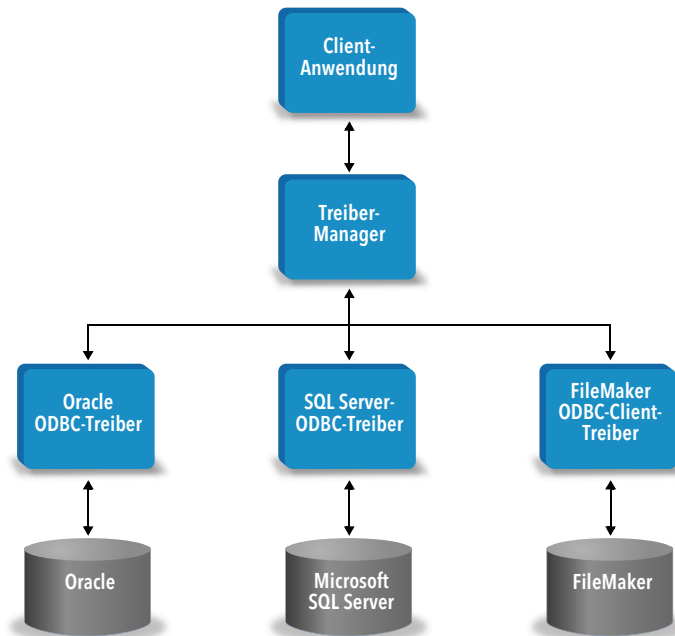 Client-
Anwendung
Treiber-
Manager
Oracle
ODBC-Treiber
SQL Server-
ODBC-Treiber
FileMaker
ODBC-Client-
Treiber
Oracle
Microsoft
SQL Server
FileMaker